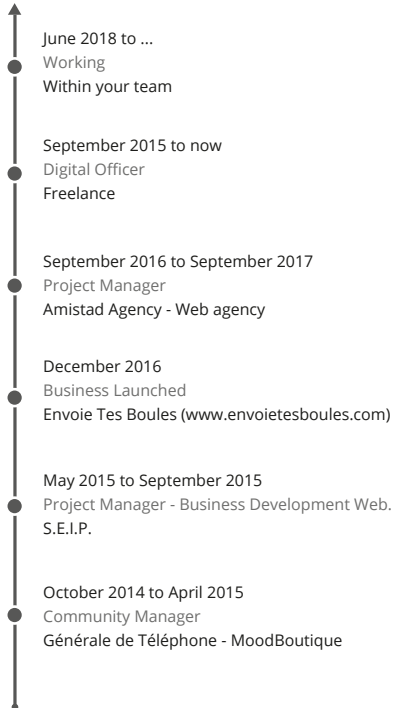 June 2018 to ...
Working
Within your team
September 2015 to now
Digital Officer
Freelance
September 2016 to September 2017
Project Manager
Amistad Agency - Web agency
December 2016
Business Launched
Envoie Tes Boules (www.envoietesboules.com)
May 2015 to September 2015
Project Manager - Business Development Web.
S.E.I.P.
October 2014 to April 2015
Community Manager
Générale de Téléphone - MoodBoutique